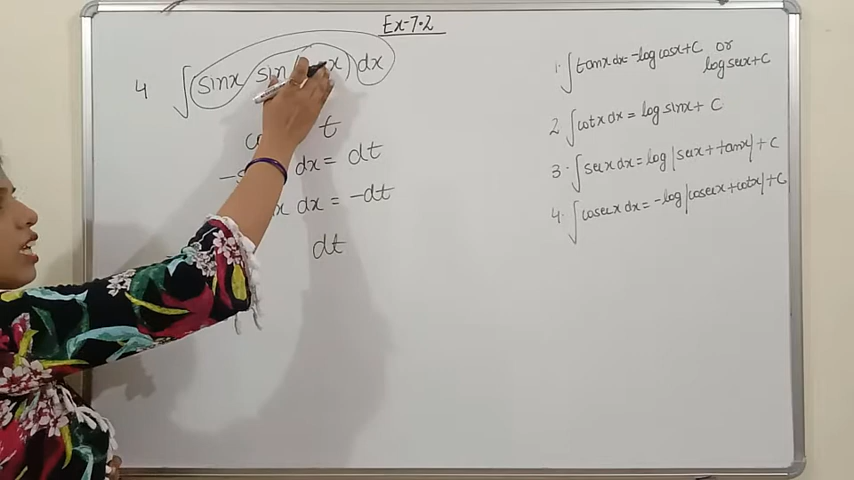 Ex-7.2
4 ∫ sinx sin( x) dx
t
dx = dt
x dx = -dt
dt
1. ∫ tanx dx = -log cosx + C or
log secx + C
2 ∫ cotx dx = log sinx + C
3. ∫ secx dx = log |secx + tanx| + C
4. ∫ cosecx dx = -log |cosecx + cotx| + C